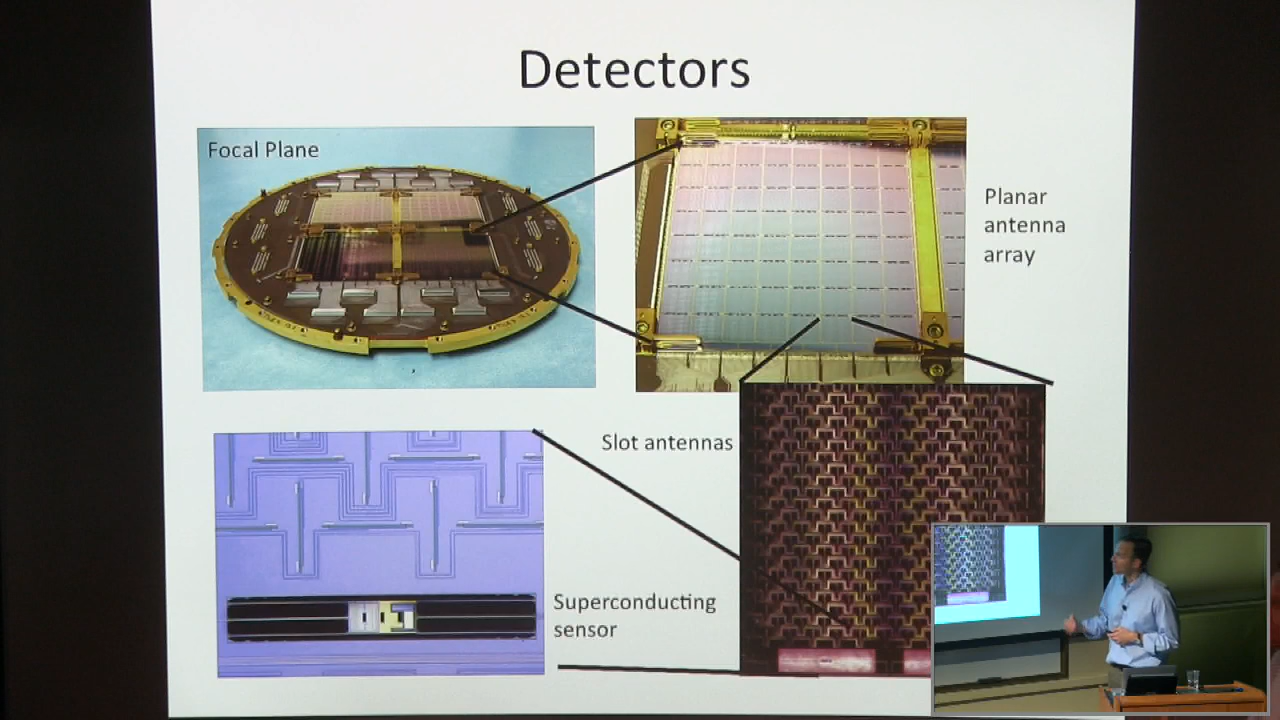 Detectors
Focal Plane
Planar
antenna
array
Slot antennas
Superconducting
sensor